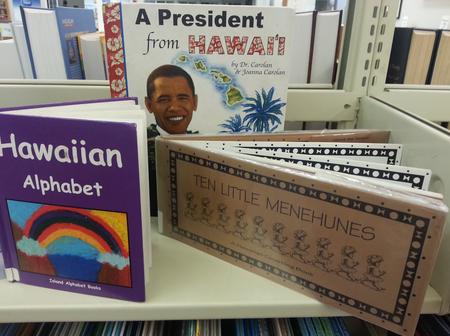 A President
from HAWAI'I
by Dr. Carolan
& Joanna Carolan
Hawaiian
Alphabet
Island Alphabet Books
TEN LITTLE MENEHUNES